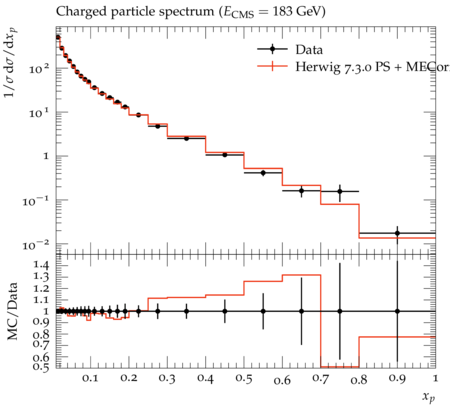 Charged particle spectrum (E_CMS = 183 GeV)
1/σ dσ/dx_p
Data
Herwig 7.3.0 PS + MECor
10²
10¹
1
10⁻¹
10⁻²
MC/Data
1.4
1.3
1.2
1.1
1
0.9
0.8
0.7
0.6
0.5
0.1 0.2 0.3 0.4 0.5 0.6 0.7 0.8 0.9 1
x_p